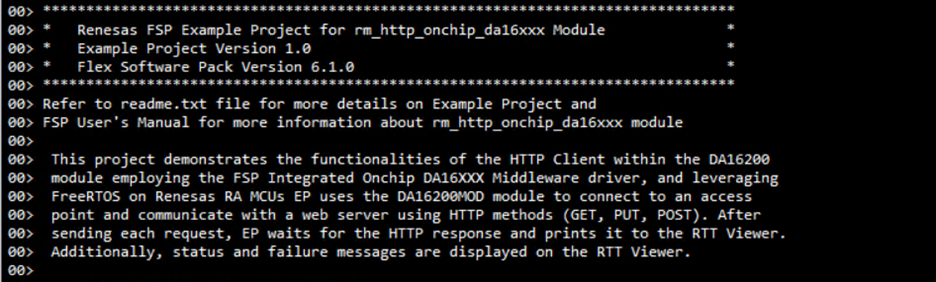 00> *******************************************************************************
00> *   Renesas FSP Example Project for rm_http_onchip_da16xxx Module              *
00> *   Example Project Version 1.0                                                *
00> *   Flex Software Pack Version 6.1.0                                           *
00> *******************************************************************************
00> Refer to readme.txt file for more details on Example Project and
00> FSP User's Manual for more information about rm_http_onchip_da16xxx module
00>
00>  This project demonstrates the functionalities of the HTTP Client within the DA16200
00>  module employing the FSP Integrated Onchip DA16XXX Middleware driver, and leveraging
00>  FreeRTOS on Renesas RA MCUs EP uses the DA16200MOD module to connect to an access
00>  point and communicate with a web server using HTTP methods (GET, PUT, POST). After
00>  sending each request, EP waits for the HTTP response and prints it to the RTT Viewer.
00>  Additionally, status and failure messages are displayed on the RTT Viewer.
00>